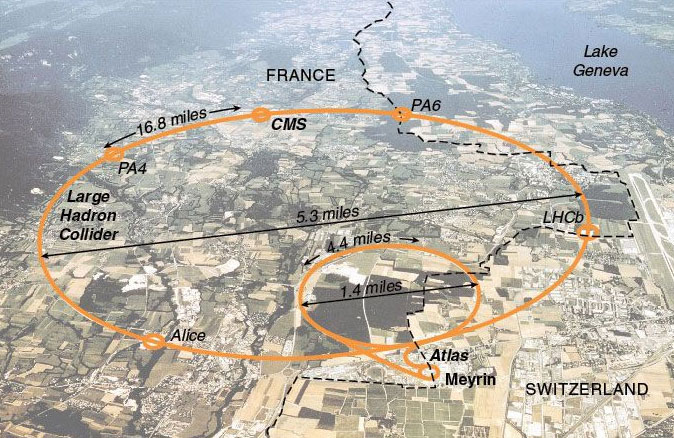 Lake
Geneva
FRANCE
16.8 miles
CMS
PA6
PA4
Large
Hadron
Collider
5.3 miles
LHCb
4.4 miles
1.4 miles
Alice
Atlas
Meyrin
SWITZERLAND